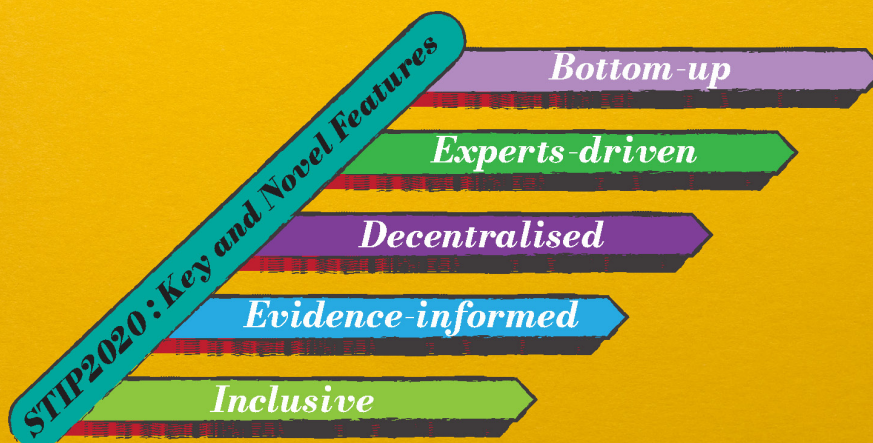 STIP2020: Key and Novel Features
Bottom-up
Experts-driven
Decentralised
Evidence-informed
Inclusive